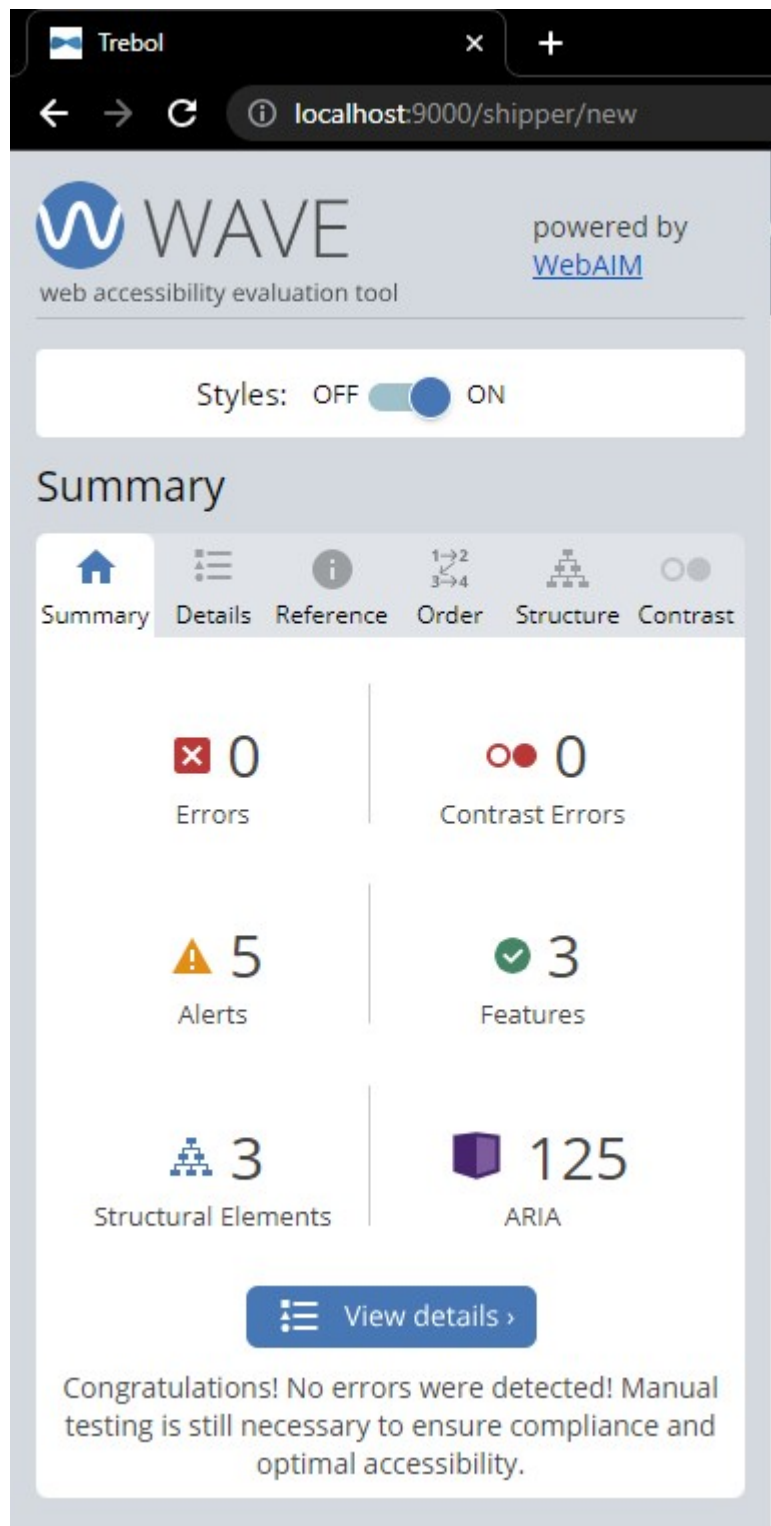 Trebol
localhost:9000/shipper/new
WAVE
powered by
WebAIM
web accessibility evaluation tool
Styles: OFF ON
Summary
1→2
3→4
Summary Details Reference Order Structure Contrast
0 0
Errors Contrast Errors
5 3
Alerts Features
3 125
Structural Elements ARIA
View details ›
Congratulations! No errors were detected! Manual
testing is still necessary to ensure compliance and
optimal accessibility.